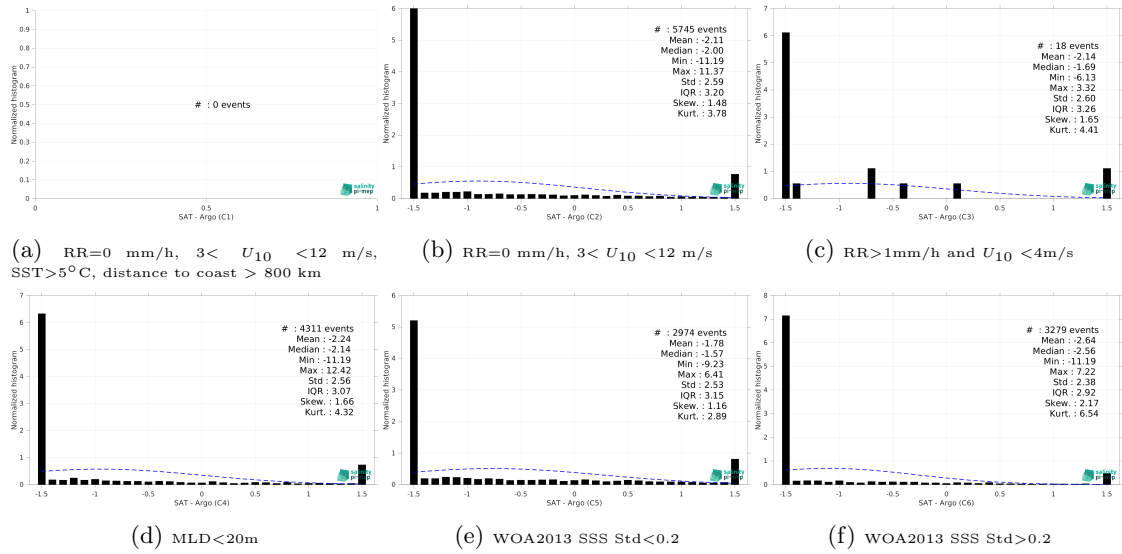 1
0.9
0.8
0.7
0.6
0.5
0.4
0.3
0.2
0.1
0
Normalized histogram
# : 0 events
salinity
pi-mep
0 0.5 1
SAT - Argo (C1)
(a) RR=0 mm/h, 3< U10 <12 m/s,
SST>5°C, distance to coast > 800 km
6
5
4
3
2
1
0
Normalized histogram
# : 5745 events
Mean : -2.11
Median : -2.00
Min : -11.19
Max : 11.37
Std : 2.59
IQR : 3.20
Skew. : 1.48
Kurt. : 3.78
salinity
pi-mep
-1.5 -1 -0.5 0 0.5 1 1.5
SAT - Argo (C2)
(b) RR=0 mm/h, 3< U10 <12 m/s
7
6
5
4
3
2
1
0
Normalized histogram
# : 18 events
Mean : -2.14
Median : -1.69
Min : -6.13
Max : 3.32
Std : 2.60
IQR : 3.26
Skew. : 1.65
Kurt. : 4.41
salinity
pi-mep
-1.5 -1 -0.5 0 0.5 1 1.5
SAT - Argo (C3)
(c) RR>1mm/h and U10 <4m/s
7
6
5
4
3
2
1
0
Normalized histogram
# : 4311 events
Mean : -2.24
Median : -2.14
Min : -11.19
Max : 12.42
Std : 2.56
IQR : 3.07
Skew. : 1.66
Kurt. : 4.32
salinity
pi-mep
-1.5 -1 -0.5 0 0.5 1 1.5
SAT - Argo (C4)
(d) MLD<20m
6
5
4
3
2
1
0
Normalized histogram
# : 2974 events
Mean : -1.78
Median : -1.57
Min : -9.23
Max : 6.41
Std : 2.53
IQR : 3.15
Skew. : 1.16
Kurt. : 2.89
salinity
pi-mep
-1.5 -1 -0.5 0 0.5 1 1.5
SAT - Argo (C5)
(e) WOA2013 SSS Std<0.2
8
7
6
5
4
3
2
1
0
Normalized histogram
# : 3279 events
Mean : -2.64
Median : -2.56
Min : -11.19
Max : 7.22
Std : 2.38
IQR : 2.92
Skew. : 2.17
Kurt. : 6.54
salinity
pi-mep
-1.5 -1 -0.5 0 0.5 1 1.5
SAT - Argo (C6)
(f) WOA2013 SSS Std>0.2